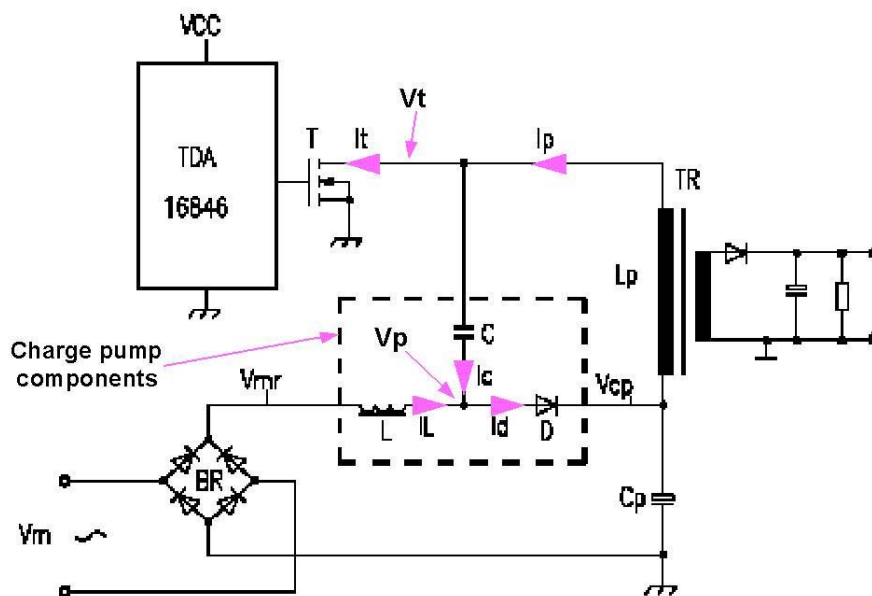 VCC
Vt
T
It
Ip
TDA
16846
TR
Lp
Charge pump
components
Vp
C
Ic
Vmr
Vcp
L
IL
Id
D
BR
Cp
Vm